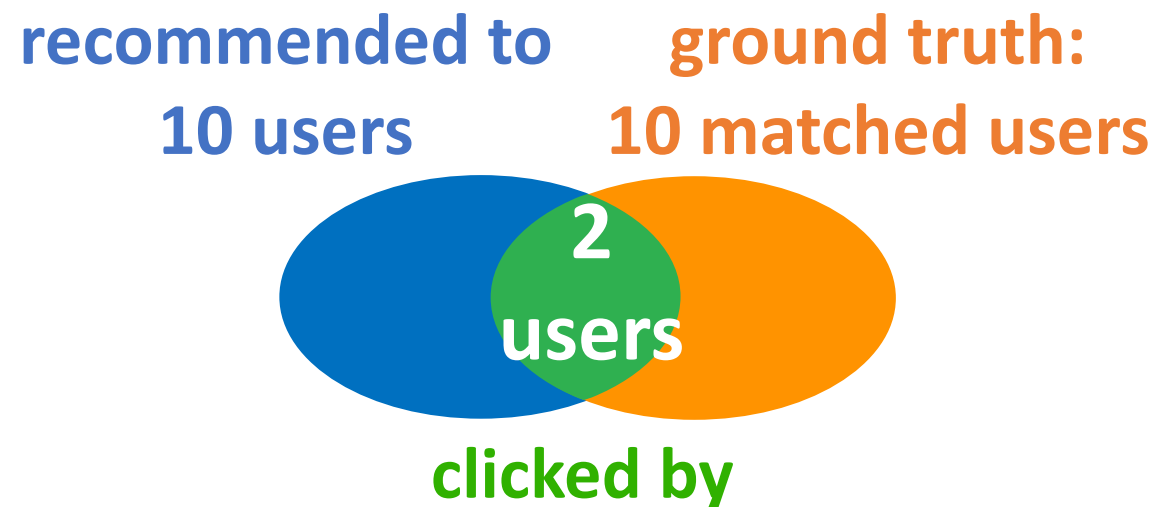 recommended to
10 users
ground truth:
10 matched users
2
users
clicked by